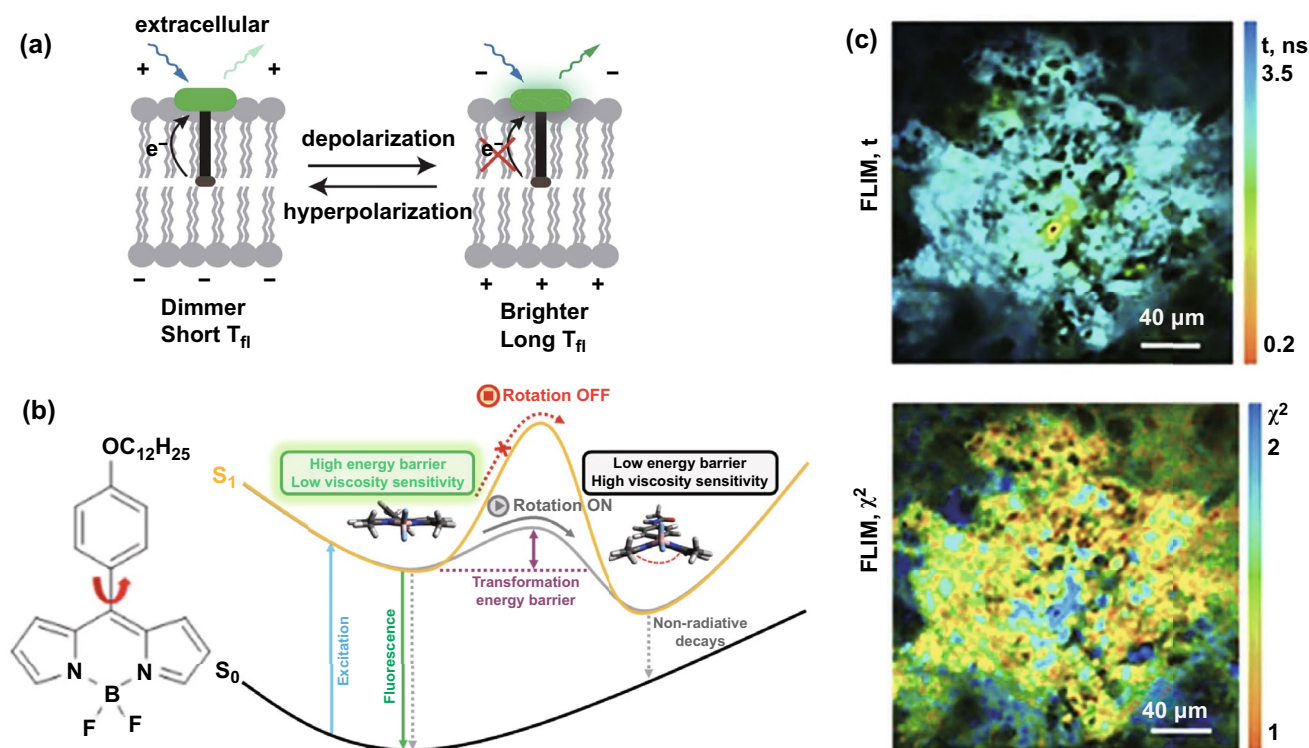 (a)
extracellular
+ +
e⁻
− − −
Dimmer
Short T_fl
depolarization
hyperpolarization
− −
e⁻
+ + +
Brighter
Long T_fl
(b)
OC₁₂H₂₅
N N
B
F F
S₁
S₀
High energy barrier
Low viscosity sensitivity
Rotation OFF
Rotation ON
Low energy barrier
High viscosity sensitivity
Transformation
energy barrier
Excitation
Fluorescence
Non-radiative
decays
(c)
FLIM, t
40 µm
t, ns
3.5
0.2
FLIM, χ²
40 µm
χ²
2
1